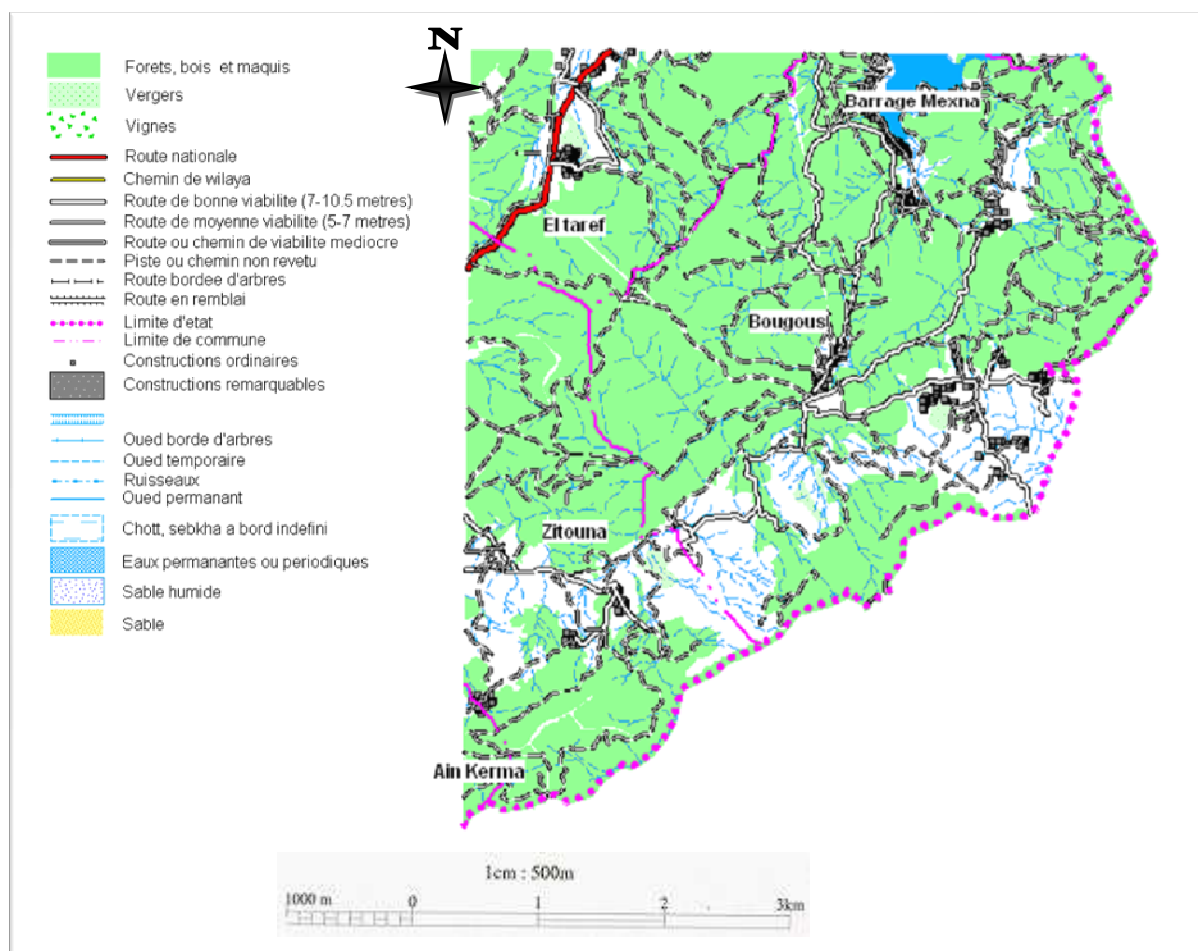 N
Forets, bois et maquis
Vergers
Vignes
Route nationale
Chemin de wilaya
Route de bonne viabilite (7-10.5 metres)
Route de moyenne viabilite (5-7 metres)
Route ou chemin de viabilite mediocre
Piste ou chemin non revetu
Route bordee d'arbres
Route en remblai
Limite d'etat
Limite de commune
Constructions ordinaires
Constructions remarquables
Oued borde d'arbres
Oued temporaire
Ruisseaux
Oued permanant
Chott, sebkha a bord indefini
Eaux permanantes ou periodiques
Sable humide
Sable
Barrage Mexna
El taref
Bougous
Zitouna
Ain Kerma
1cm : 500m
1000 m 0 1 2 3km